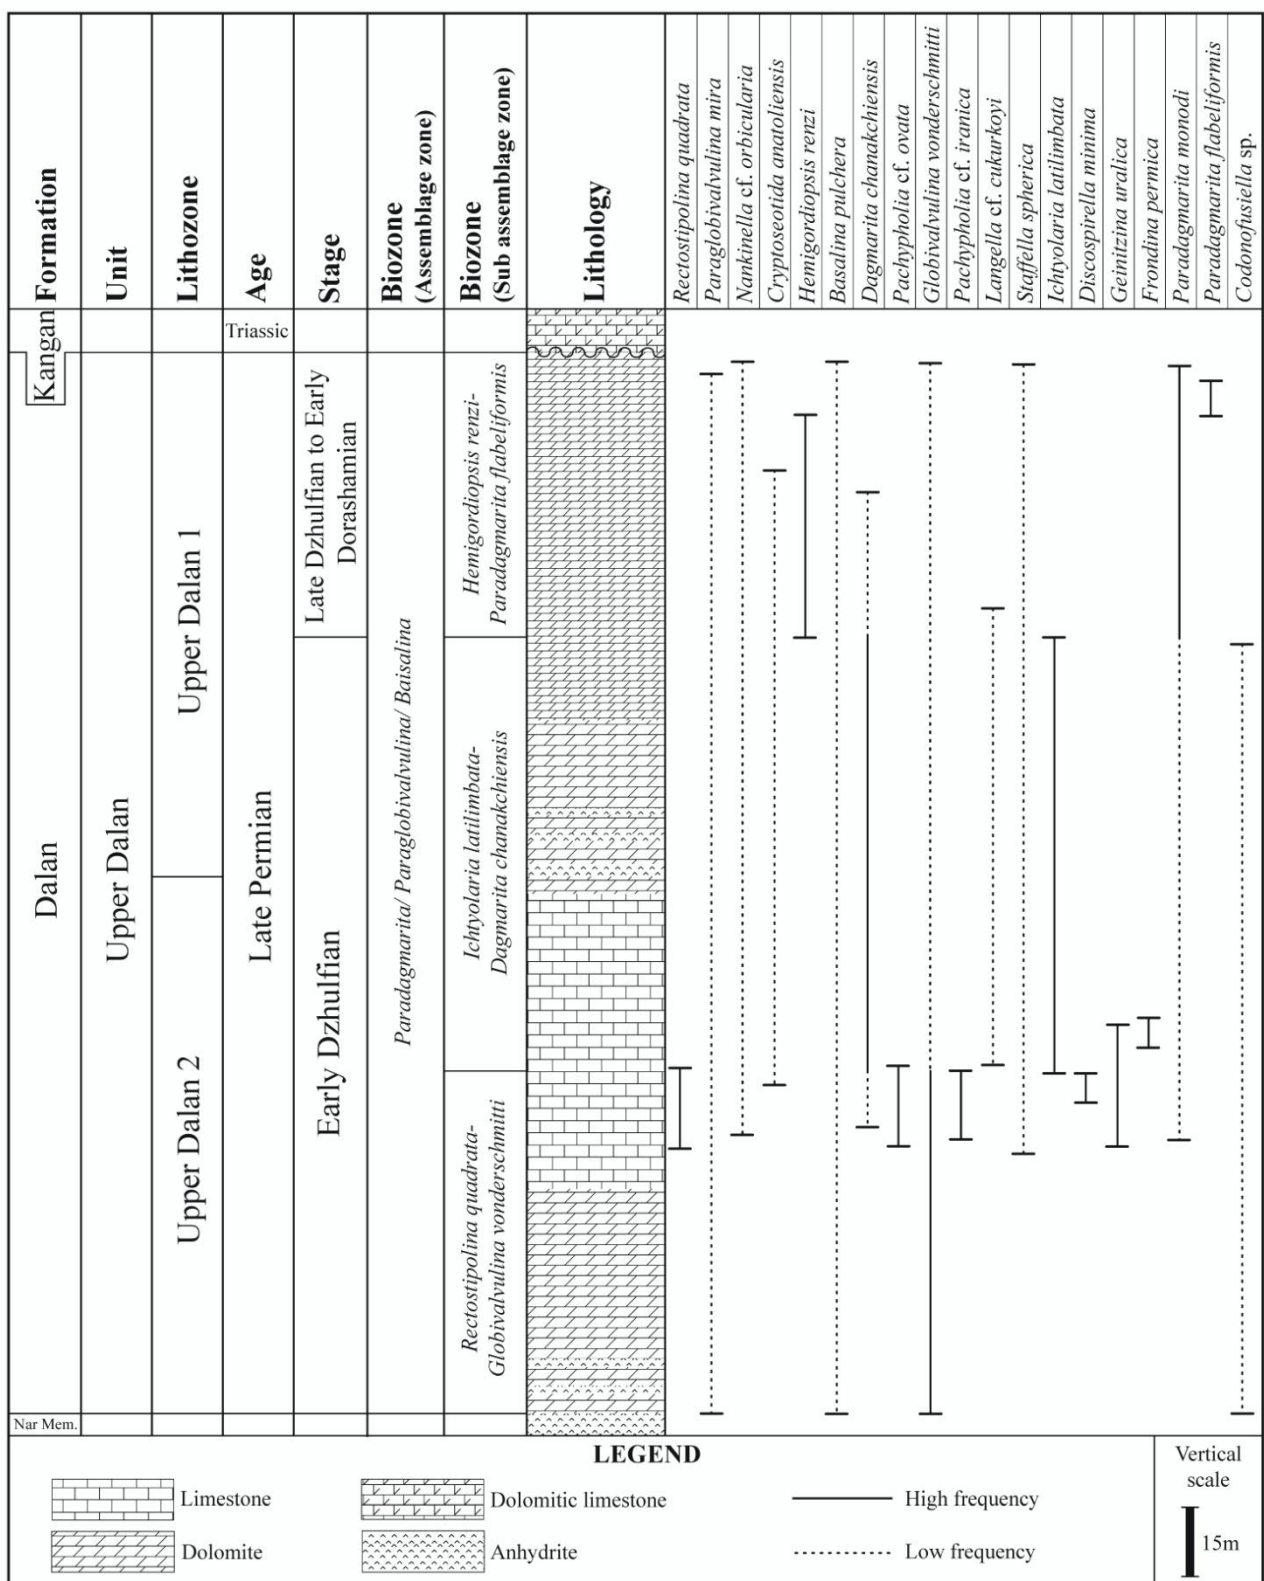 Formation
Unit
Lithozone
Age
Stage
Biozone
(Assemblage zone)
Biozone
(Sub assemblage zone)
Lithology
Rectostipolina quadrata
Paraglobivalvulina mira
Nankinella cf. orbicularia
Cryptoseotida anatoliensis
Hemigordiopsis renzi
Basalina pulchera
Dagmarita chanakchiensis
Pachypholia cf. ovata
Globivalvulina vonderschmitti
Pachypholia cf. iranica
Langella cf. cukurkoyi
Staffella spherica
Ichtyolaria latilimbata
Discospirella minima
Geinitzina uralica
Frondina permica
Paradagmarita monodi
Paradagmarita flabeliformis
Codonofusiella sp.
Kangan
Triassic
Dalan
Upper Dalan
Upper Dalan 1
Upper Dalan 2
Late Permian
Late Dzhulfian to Early
Dorashamian
Early Dzhulfian
Paradagmarita/ Paraglobivalvulina/ Baisalina
Hemigordiopsis renzi-
Paradagmarita flabeliformis
Ichtyolaria latilimbata-
Dagmarita chanakchiensis
Rectostipolina quadrata-
Globivalvulina vonderschmitti
Nar Mem.
LEGEND
Limestone
Dolomitic limestone
High frequency
Dolomite
Anhydrite
Low frequency
Vertical
scale
15m